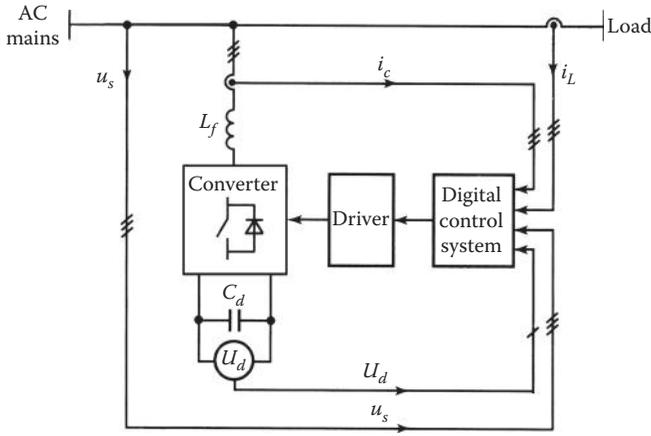 AC
mains
Load
u_s
i_c
i_L
L_f
Converter
Driver
Digital
control
system
C_d
U_d
U_d
u_s